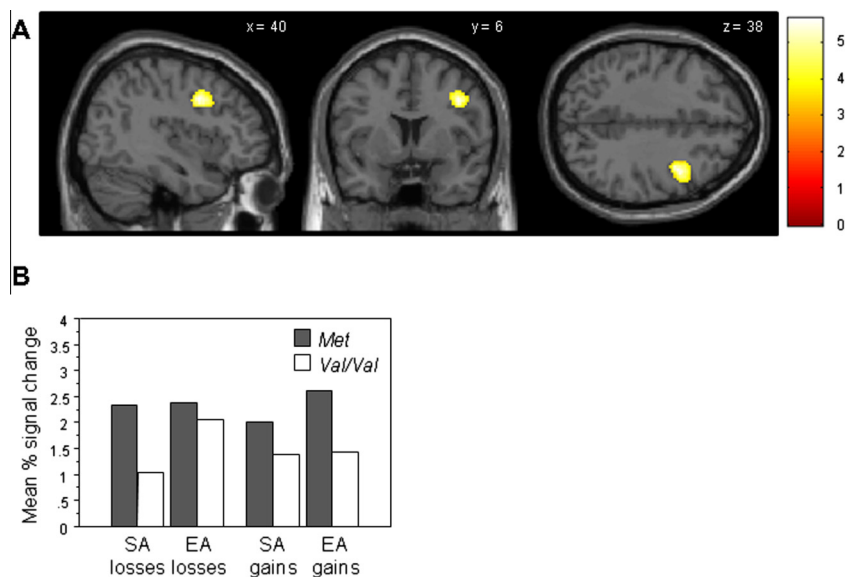 A
x = 40
y = 6
z = 38
5
4
3
2
1
0
B
Mean % signal change
4
3.5
3
2.5
2
1.5
1
.5
0
Met
Val/Val
SA losses
EA losses
SA gains
EA gains